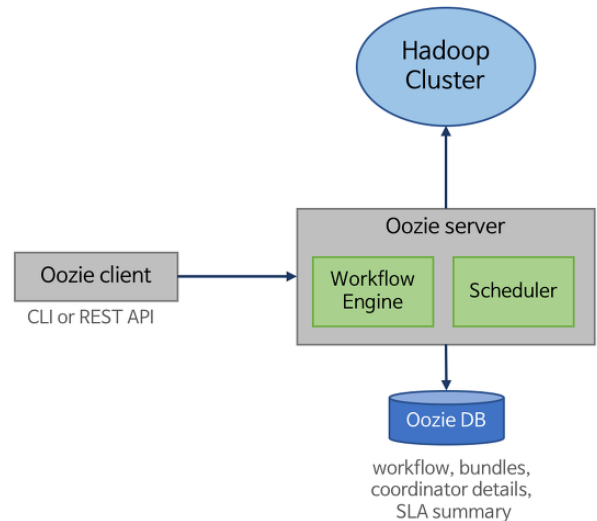 Hadoop
Cluster
Oozie server
Oozie client
Workflow
Engine
Scheduler
CLI or REST API
Oozie DB
workflow, bundles,
coordinator details,
SLA summary